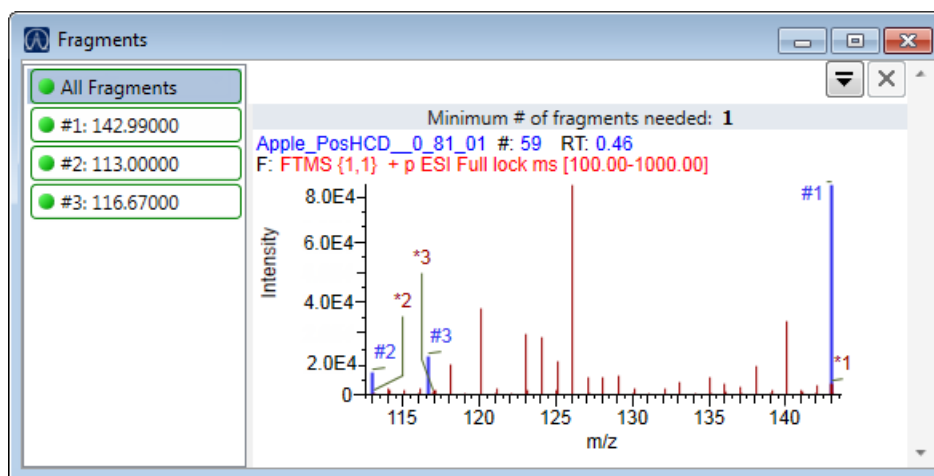 Fragments
All Fragments
#1: 142.99000
#2: 113.00000
#3: 116.67000
Minimum # of fragments needed: 1
Apple_PosHCD__0_81_01 #: 59 RT: 0.46
F: FTMS {1,1} + p ESI Full lock ms [100.00-1000.00]
8.0E4
6.0E4
4.0E4
2.0E4
0
Intensity
#2
*2
*3
#3
#1
*1
115 120 125 130 135 140
m/z